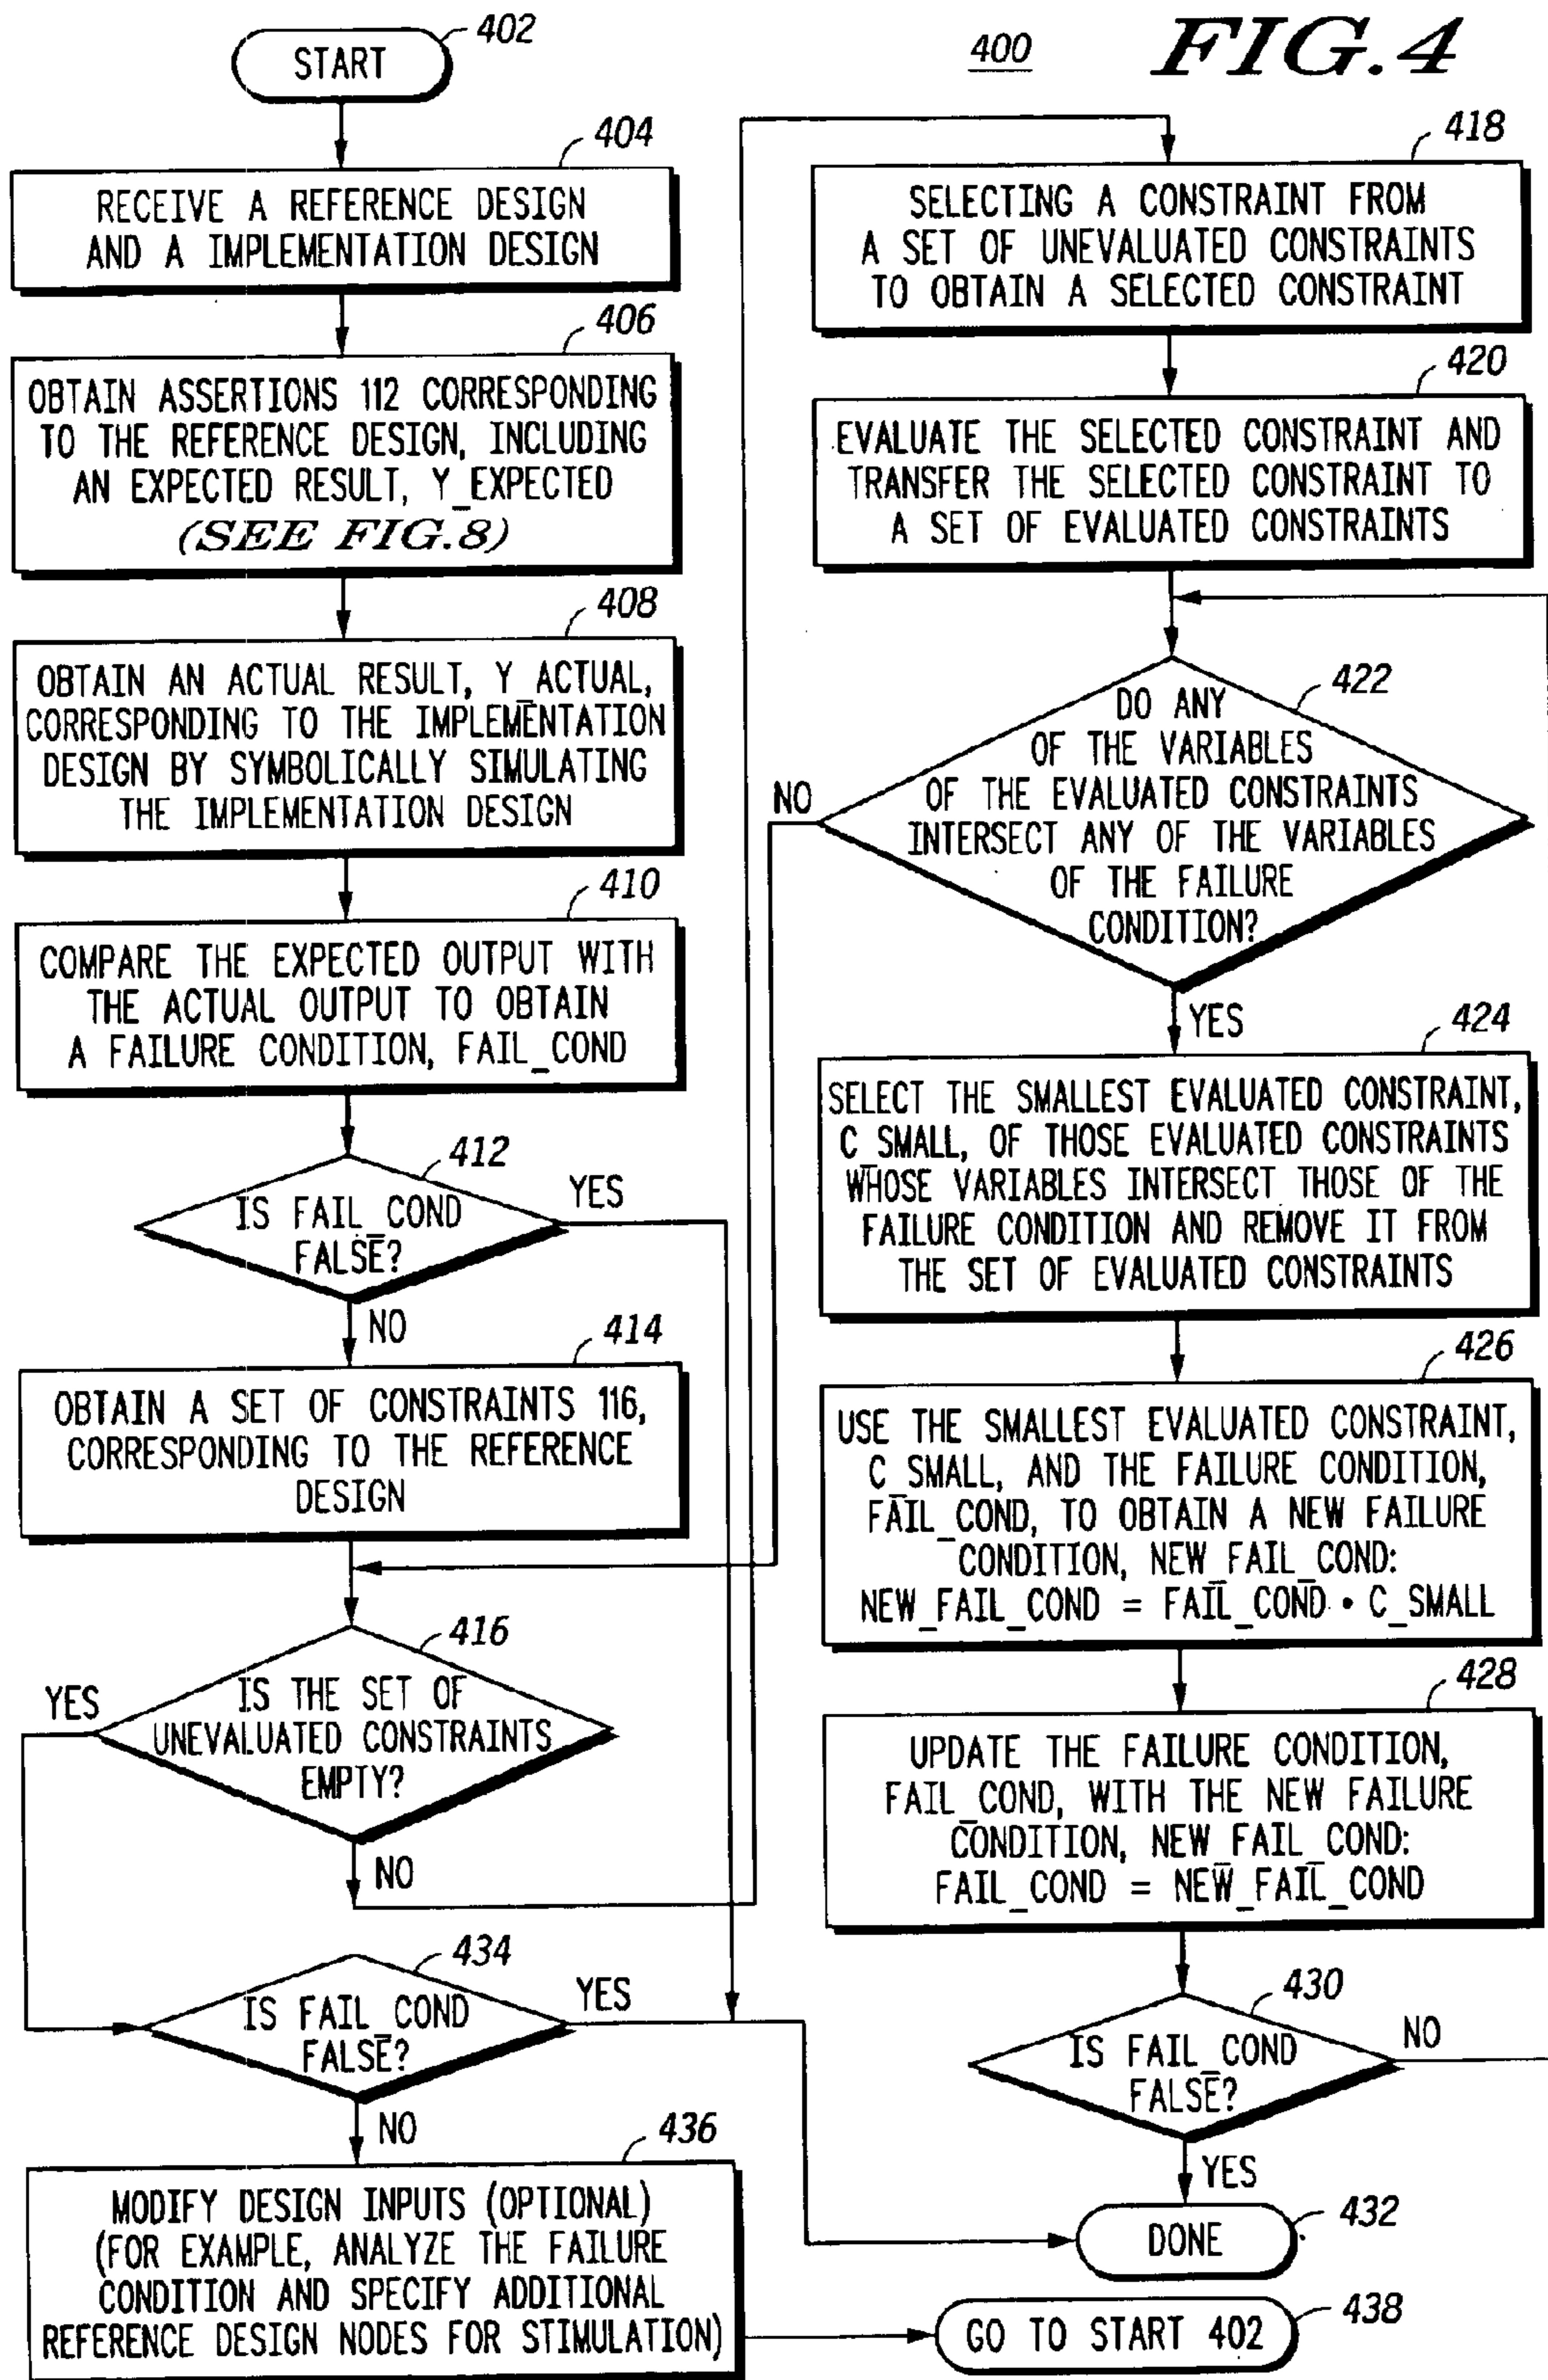 FIG.4
400
START
402
404
RECEIVE A REFERENCE DESIGN
AND A IMPLEMENTATION DESIGN
406
OBTAIN ASSERTIONS 112 CORRESPONDING
TO THE REFERENCE DESIGN, INCLUDING
AN EXPECTED RESULT, Y_EXPECTED
(SEE FIG.8)
408
OBTAIN AN ACTUAL RESULT, Y_ACTUAL,
CORRESPONDING TO THE IMPLEMENTATION
DESIGN BY SYMBOLICALLY SIMULATING
THE IMPLEMENTATION DESIGN
410
COMPARE THE EXPECTED OUTPUT WITH
THE ACTUAL OUTPUT TO OBTAIN
A FAILURE CONDITION, FAIL_COND
412
IS FAIL_COND
FALSE?
YES
NO
414
OBTAIN A SET OF CONSTRAINTS 116,
CORRESPONDING TO THE REFERENCE
DESIGN
416
IS THE SET OF
UNEVALUATED CONSTRAINTS
EMPTY?
YES
NO
434
IS FAIL_COND
FALSE?
YES
NO
436
MODIFY DESIGN INPUTS (OPTIONAL)
(FOR EXAMPLE, ANALYZE THE FAILURE
CONDITION AND SPECIFY ADDITIONAL
REFERENCE DESIGN NODES FOR STIMULATION)
418
SELECTING A CONSTRAINT FROM
A SET OF UNEVALUATED CONSTRAINTS
TO OBTAIN A SELECTED CONSTRAINT
420
EVALUATE THE SELECTED CONSTRAINT AND
TRANSFER THE SELECTED CONSTRAINT TO
A SET OF EVALUATED CONSTRAINTS
422
DO ANY
OF THE VARIABLES
OF THE EVALUATED CONSTRAINTS
INTERSECT ANY OF THE VARIABLES
OF THE FAILURE
CONDITION?
NO
YES
424
SELECT THE SMALLEST EVALUATED CONSTRAINT,
C_SMALL, OF THOSE EVALUATED CONSTRAINTS
WHOSE VARIABLES INTERSECT THOSE OF THE
FAILURE CONDITION AND REMOVE IT FROM
THE SET OF EVALUATED CONSTRAINTS
426
USE THE SMALLEST EVALUATED CONSTRAINT,
C_SMALL, AND THE FAILURE CONDITION,
FAIL_COND, TO OBTAIN A NEW FAILURE
CONDITION, NEW_FAIL_COND:
NEW_FAIL_COND = FAIL_COND • C_SMALL
428
UPDATE THE FAILURE CONDITION,
FAIL_COND, WITH THE NEW FAILURE
CONDITION, NEW_FAIL_COND:
FAIL_COND = NEW_FAIL_COND
430
IS FAIL_COND
FALSE?
NO
YES
DONE
432
GO TO START 402
438